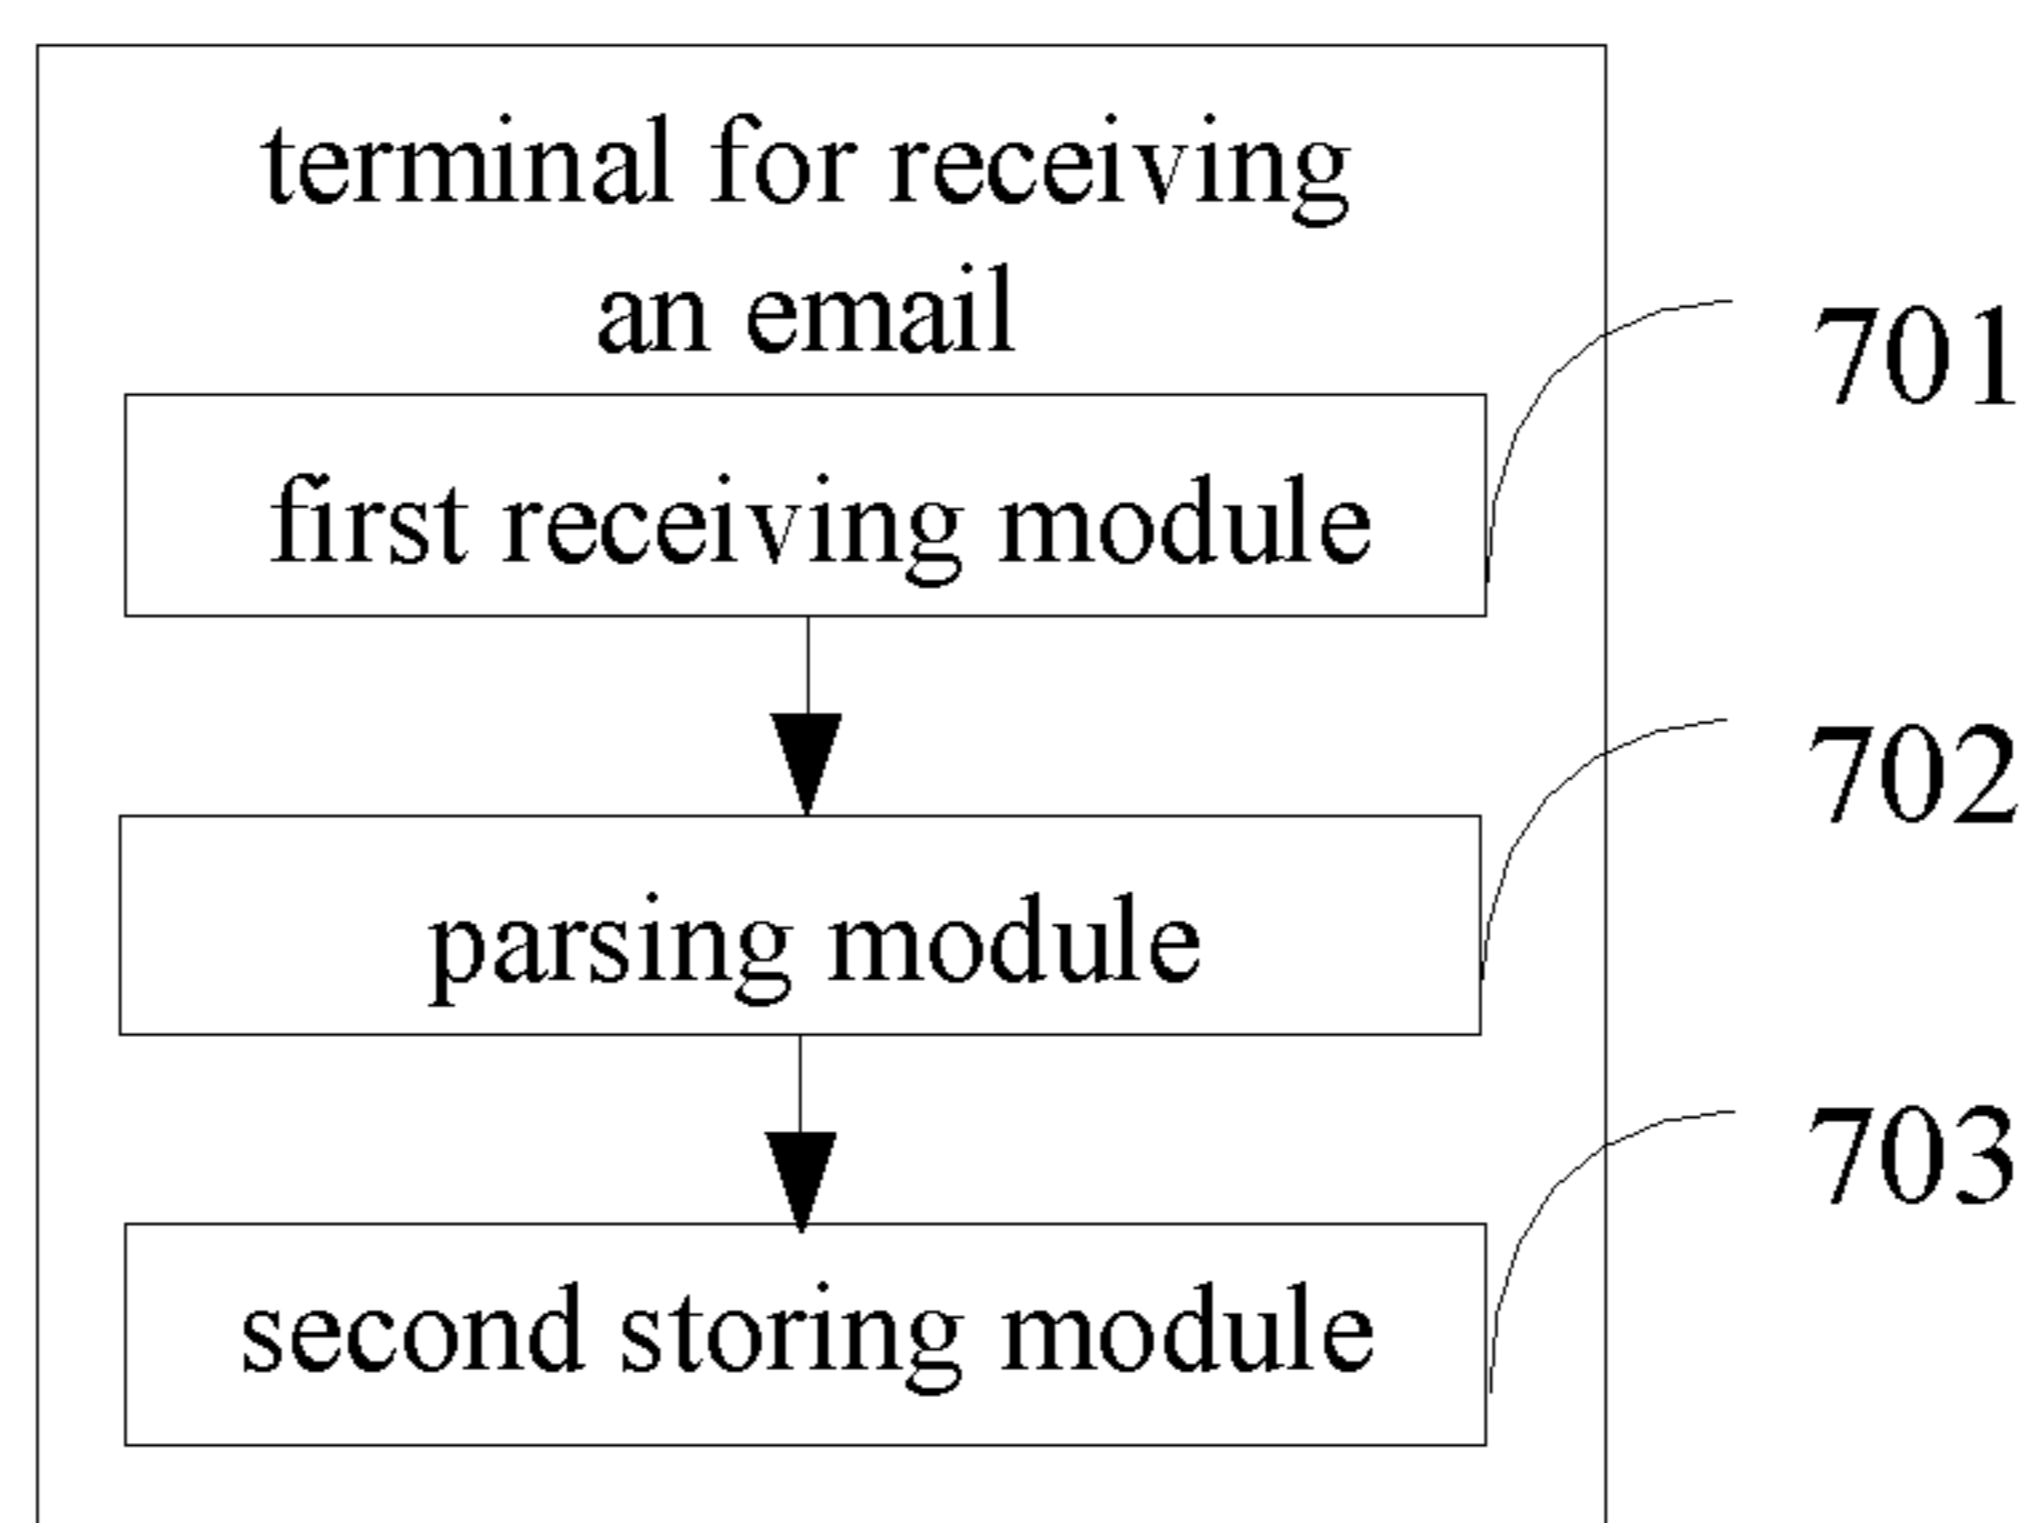 terminal for receiving
an email
701
first receiving module
702
parsing module
703
second storing module